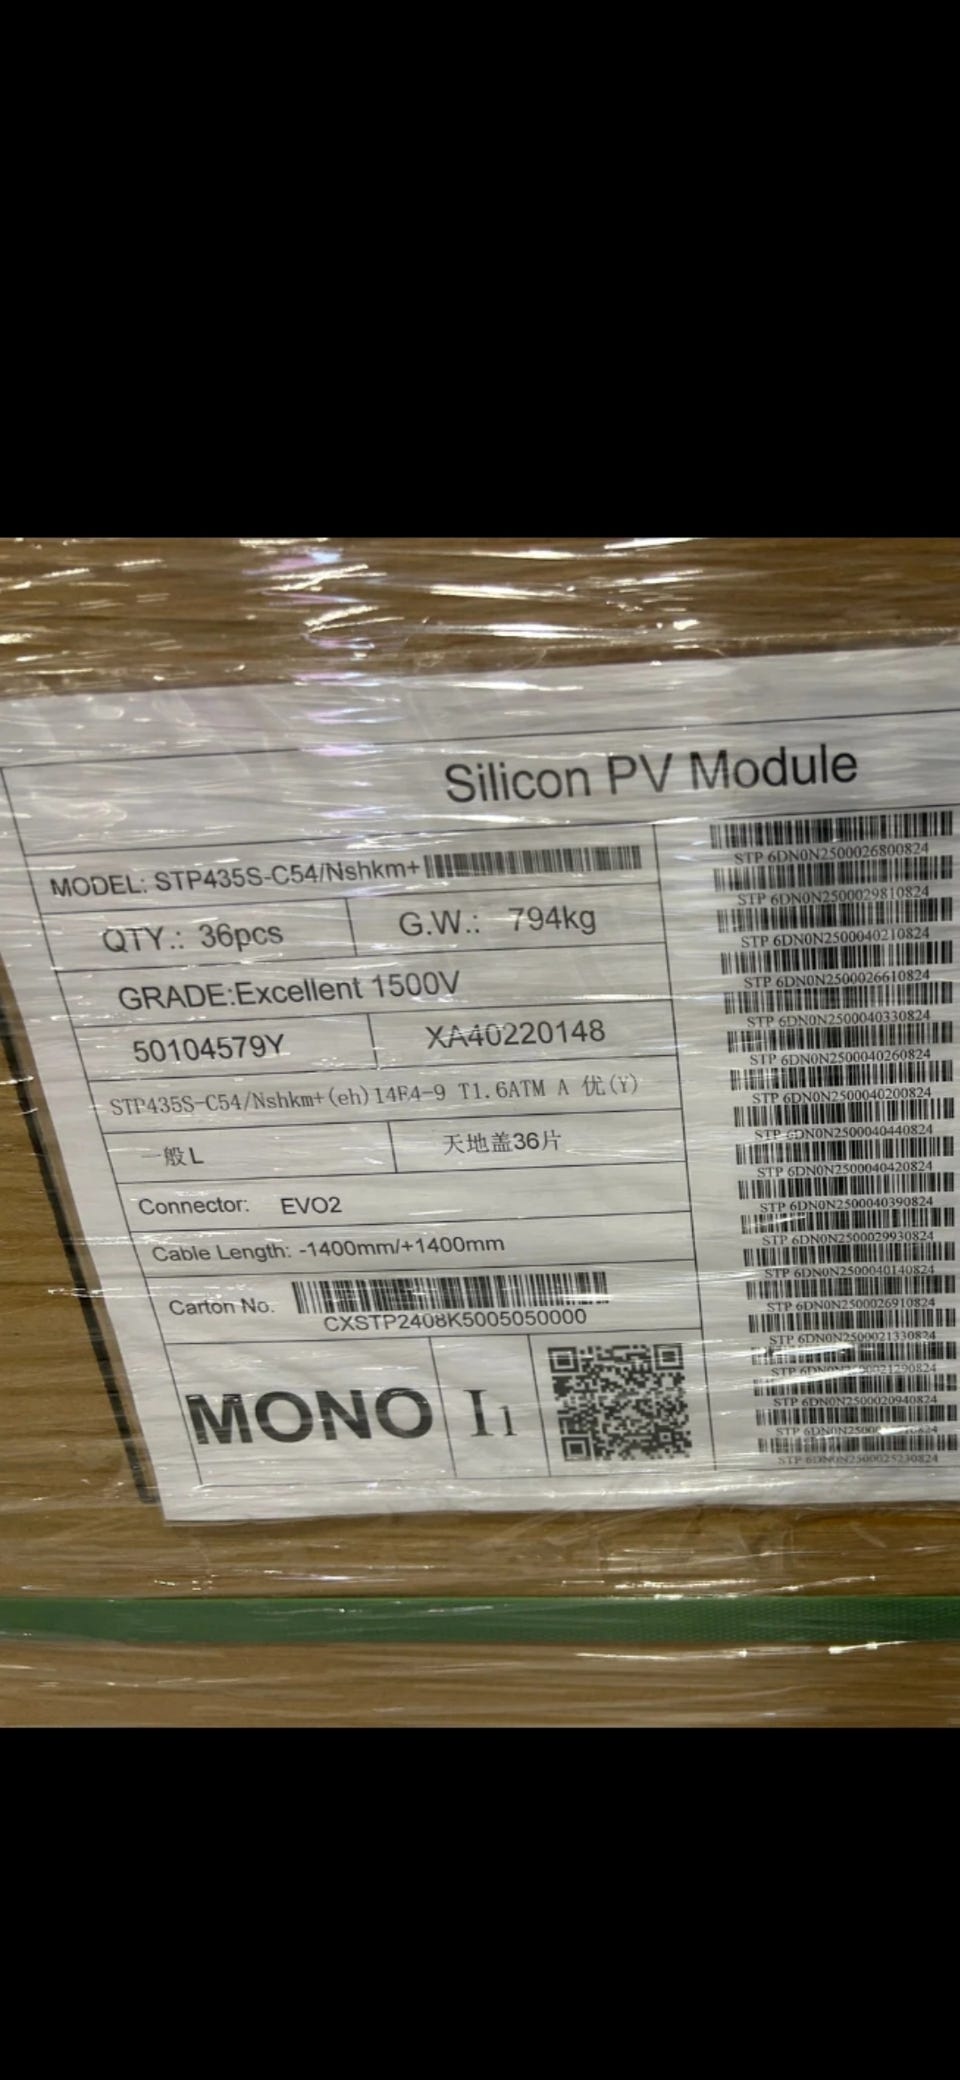 Silicon PV Module
MODEL: STP435S-C54/Nshkm+
QTY.: 36pcs
G.W.: 794kg
GRADE:Excellent 1500V
50104579Y
XA40220148
STP435S-C54/Nshkm+(eh)14F4-9 T1.6ATM A 优(Y)
一般L
天地盖36片
Connector: EVO2
Cable Length: -1400mm/+1400mm
Carton No.
CXSTP2408K5005050000
MONO
I1
STP 6DN0N2500026800824
STP 6DN0N2500029810824
STP 6DN0N2500040210824
STP 6DN0N2500026610824
STP 6DN0N2500040330824
STP 6DN0N2500040260824
STP 6DN0N2500040200824
STP 6DN0N2500040440824
STP 6DN0N2500040420824
STP 6DN0N2500040390824
STP 6DN0N2500029930824
STP 6DN0N2500040140824
STP 6DN0N2500026910824
STP 6DN0N2500021330824
STP
STP 6DN0N2500020940824
STP
STP 6DN0N2500025230824